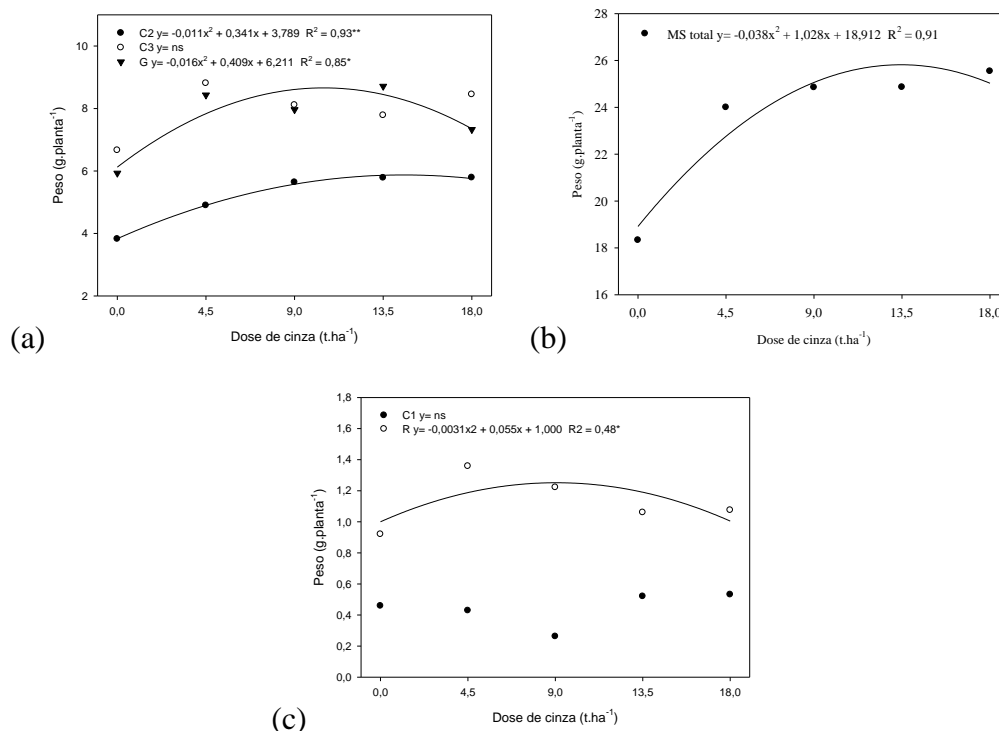 C2 y= -0,011x² + 0,341x + 3,789  R² = 0,93**
C3 y= ns
G y= -0,016x² + 0,409x + 6,211  R² = 0,85*
Peso (g.planta⁻¹)
10
8
6
4
2
0,0 4,5 9,0 13,5 18,0
Dose de cinza (t.ha⁻¹)
(a)
MS total y= -0,038x² + 1,028x + 18,912  R² = 0,91
Peso (g.planta⁻¹)
28
26
24
22
20
18
16
0,0 4,5 9,0 13,5 18,0
Dose de cinza (t.ha⁻¹)
(b)
C1 y= ns
R y= -0,0031x2 + 0,055x + 1,000  R2 = 0,48*
Peso (g.planta⁻¹)
1,8
1,6
1,4
1,2
1,0
0,8
0,6
0,4
0,2
0,0
0,0 4,5 9,0 13,5 18,0
Dose de cinza (t.ha⁻¹)
(c)